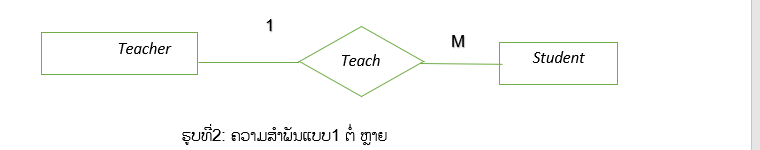 1
Teacher
Teach
M
Student
ຮູບທີ່2: ຄວາມສຳພັນແບບ1 ຕໍ່ ຫຼາຍ